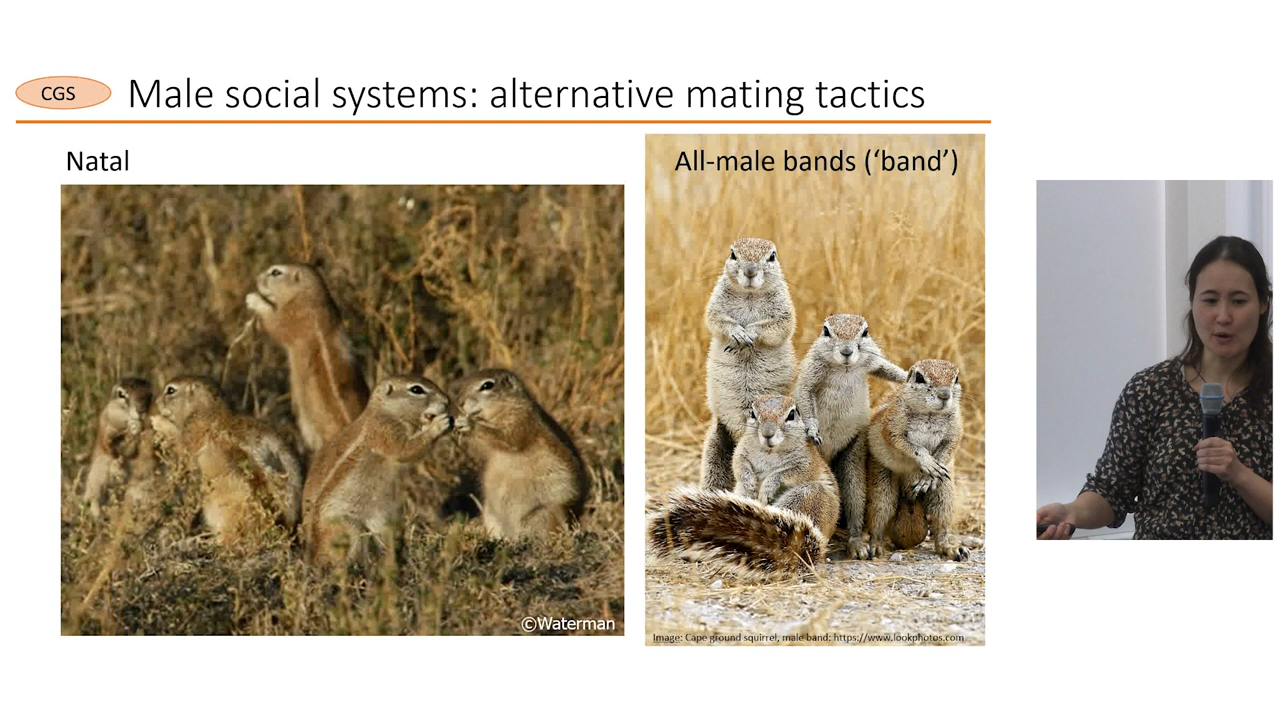 CGS
Male social systems: alternative mating tactics
Natal
All-male bands (‘band’)
©Waterman
Image: Cape ground squirrel, male band: https://www.lookphotos.com